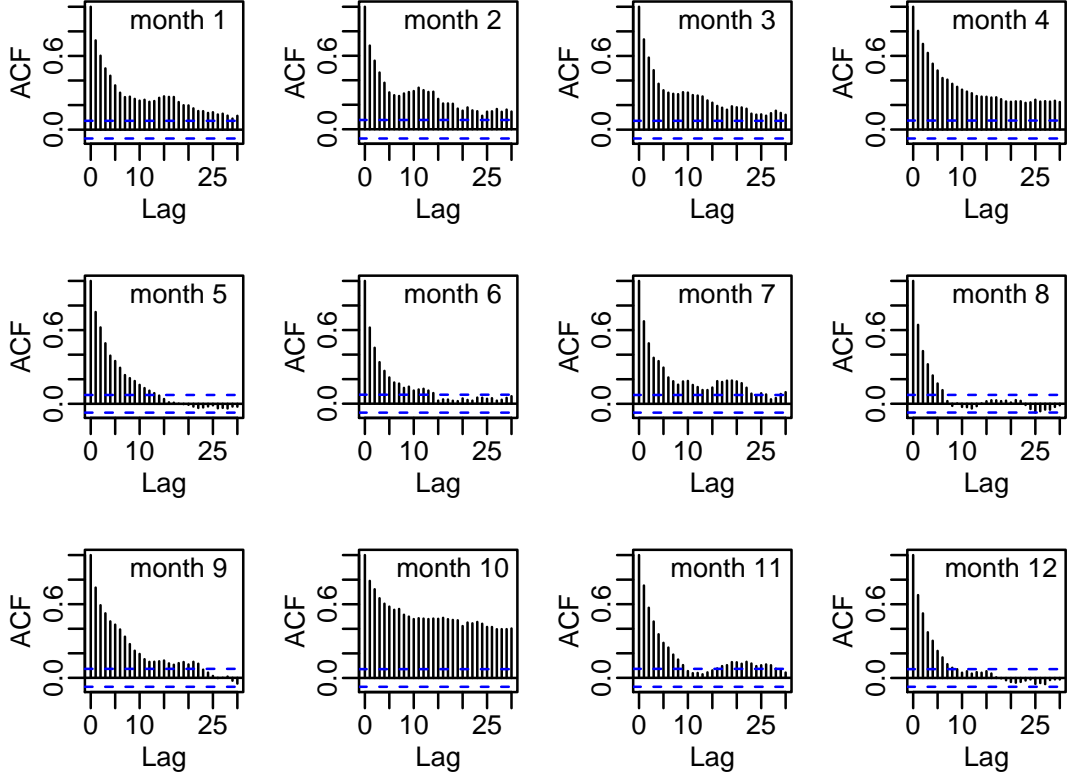 month 1
ACF
0.0 0.6
0 10 25
Lag
month 2
ACF
0.0 0.6
0 10 25
Lag
month 3
ACF
0.0 0.6
0 10 25
Lag
month 4
ACF
0.0 0.6
0 10 25
Lag
month 5
ACF
0.0 0.6
0 10 25
Lag
month 6
ACF
0.0 0.6
0 10 25
Lag
month 7
ACF
0.0 0.6
0 10 25
Lag
month 8
ACF
0.0 0.6
0 10 25
Lag
month 9
ACF
0.0 0.6
0 10 25
Lag
month 10
ACF
0.0 0.6
0 10 25
Lag
month 11
ACF
0.0 0.6
0 10 25
Lag
month 12
ACF
0.0 0.6
0 10 25
Lag